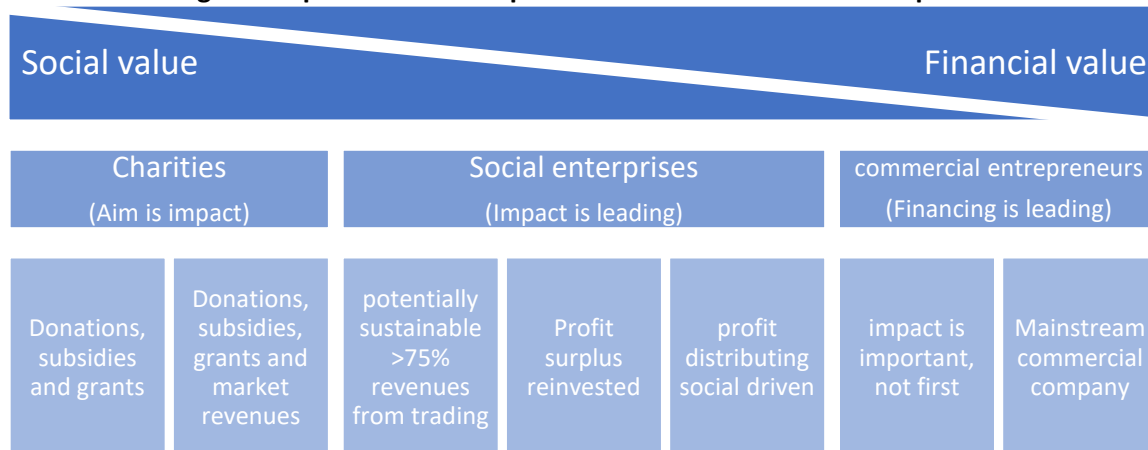 Social value
Financial value
Charities
(Aim is impact)
Social enterprises
(Impact is leading)
commercial entrepreneurs
(Financing is leading)
Donations,
subsidies
and grants
Donations,
subsidies,
grants and
market
revenues
potentially
sustainable
>75%
revenues
from trading
Profit
surplus
reinvested
profit
distributing
social driven
impact is
important,
not first
Mainstream
commercial
company